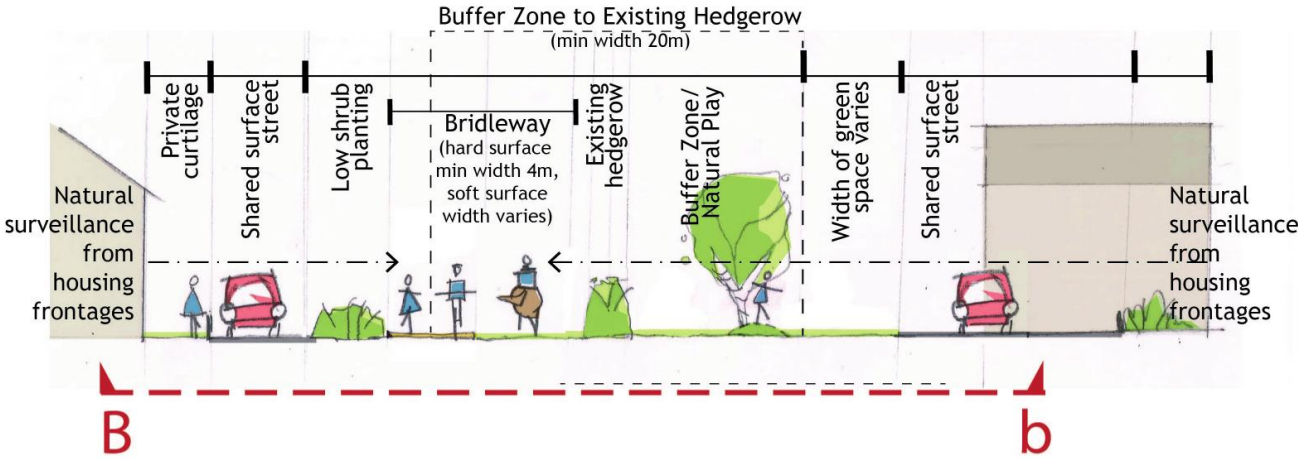 Buffer Zone to Existing Hedgerow
(min width 20m)
Private
curtilage
Shared surface
street
Low shrub
planting
Bridleway
(hard surface
min width 4m,
soft surface
width varies)
Existing
hedgerow
Buffer Zone/
Natural Play
Width of green
space varies
Shared surface
street
Natural
surveillance
from
housing
frontages
Natural
surveillance
from
housing
frontages
B
b